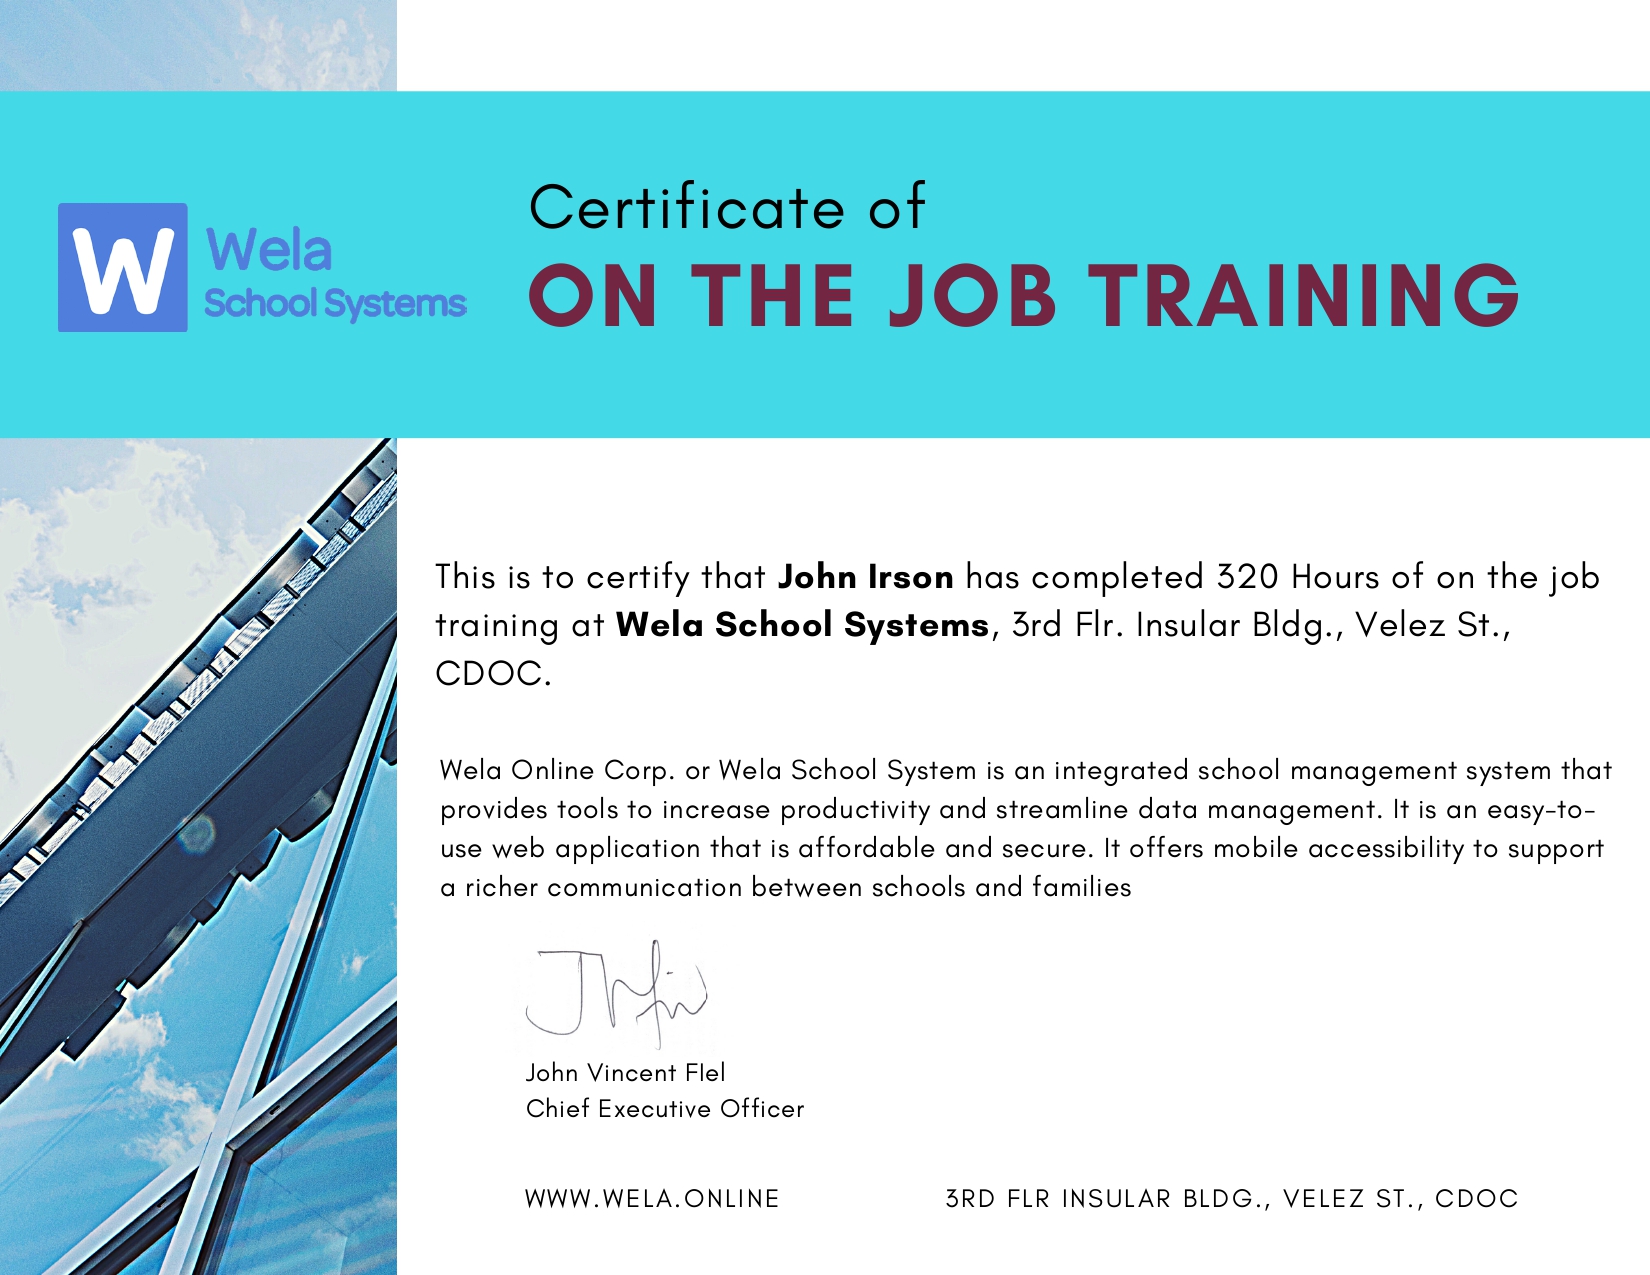 W
Wela
School Systems
Certificate of
ON THE JOB TRAINING
This is to certify that John Irson has completed 320 Hours of on the job
training at Wela School Systems, 3rd Flr. Insular Bldg., Velez St.,
CDOC.
Wela Online Corp. or Wela School System is an integrated school management system that
provides tools to increase productivity and streamline data management. It is an easy-to-
use web application that is affordable and secure. It offers mobile accessibility to support
a richer communication between schools and families
John Vincent Flel
Chief Executive Officer
WWW.WELA.ONLINE
3RD FLR INSULAR BLDG., VELEZ ST., CDOC